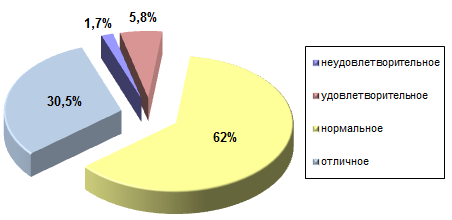 1,7%
5,8%
30,5%
62%
неудовлетворительное
удовлетворительное
нормальное
отличное